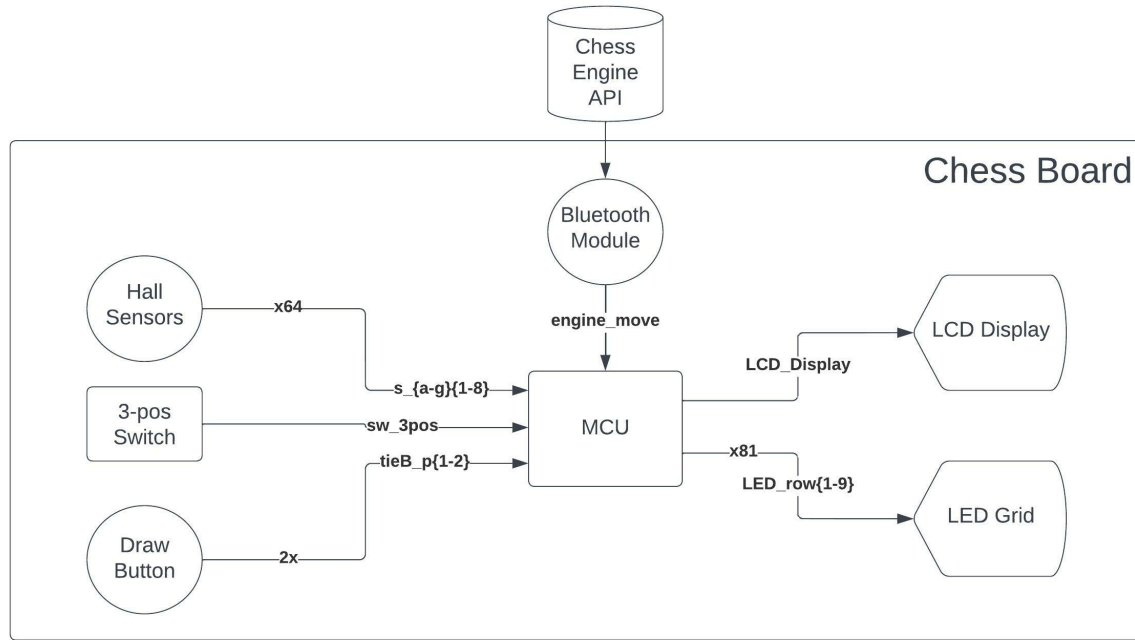 Chess
Engine
API
Chess Board
Bluetooth
Module
engine_move
Hall
Sensors
x64
s_{a-g}{1-8}
3-pos
Switch
sw_3pos
tieB_p{1-2}
Draw
Button
2x
MCU
LCD_Display
LCD Display
x81
LED_row{1-9}
LED Grid